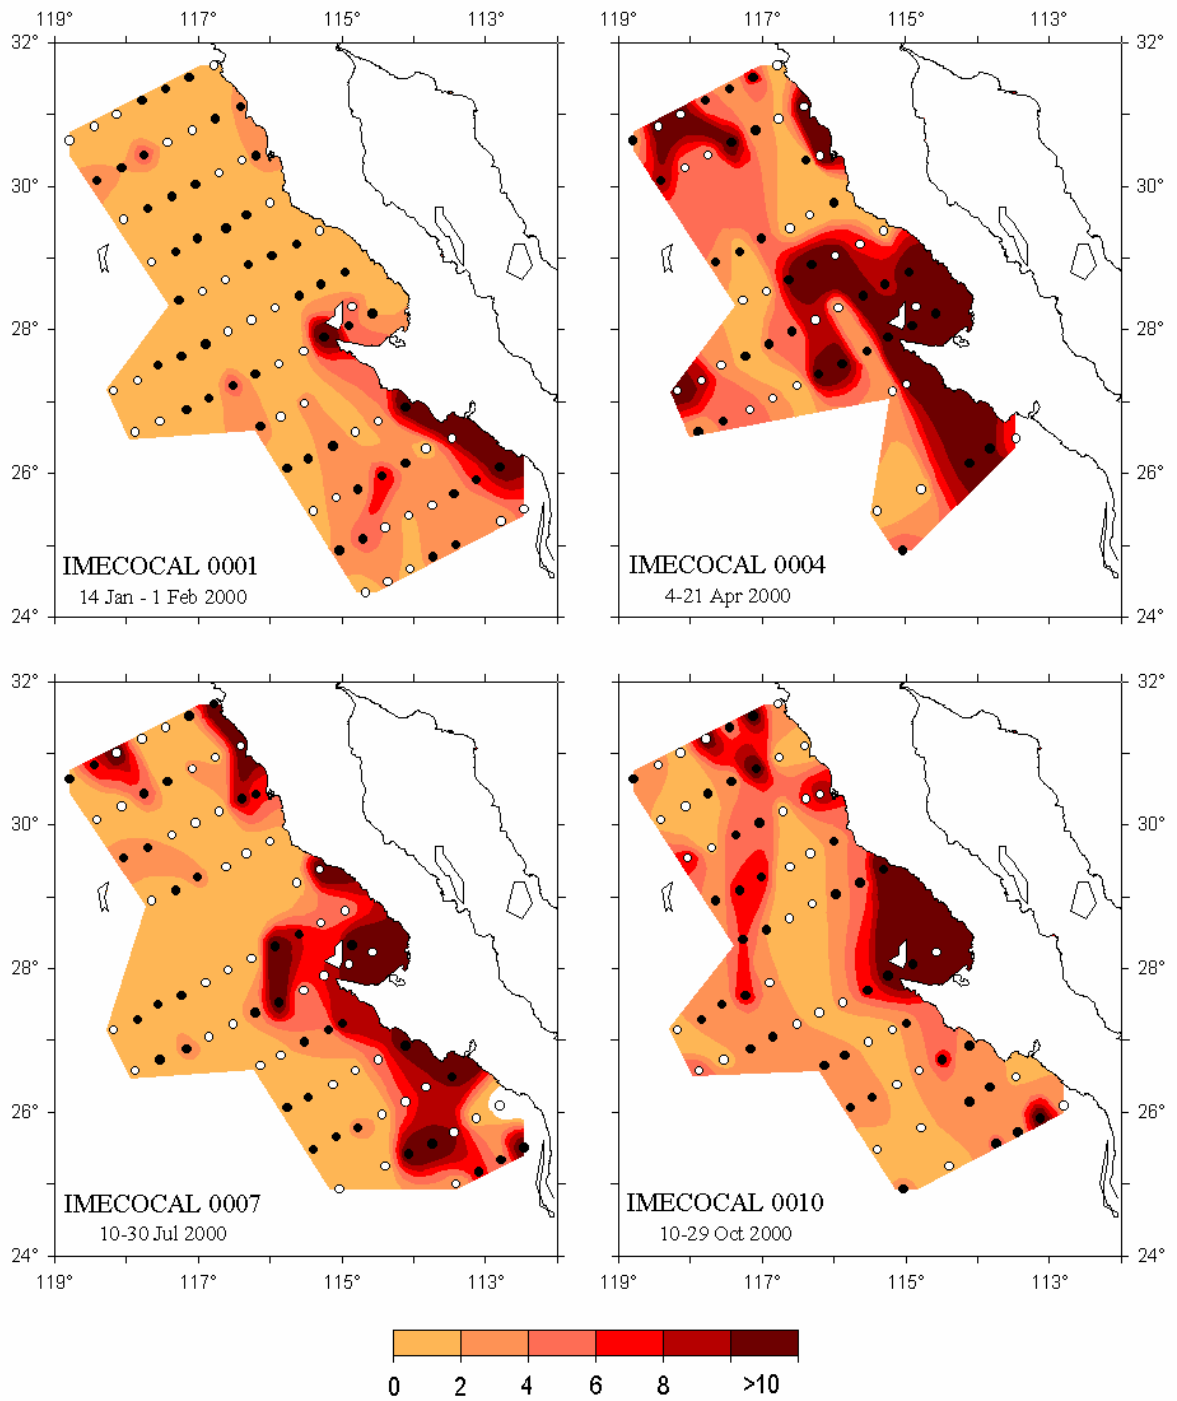 119° 117° 115° 113° 119° 117° 115° 113°
32° 32°
30° 30°
28° 28°
26° 26°
IMECOCAL 0001 IMECOCAL 0004
14 Jan - 1 Feb 2000 4-21 Apr 2000
24° 24°
32° 32°
30° 30°
28° 28°
26° 26°
IMECOCAL 0007 IMECOCAL 0010
10-30 Jul 2000 10-29 Oct 2000
24° 24°
119° 117° 115° 113° 119° 117° 115° 113°
0 2 4 6 8 >10